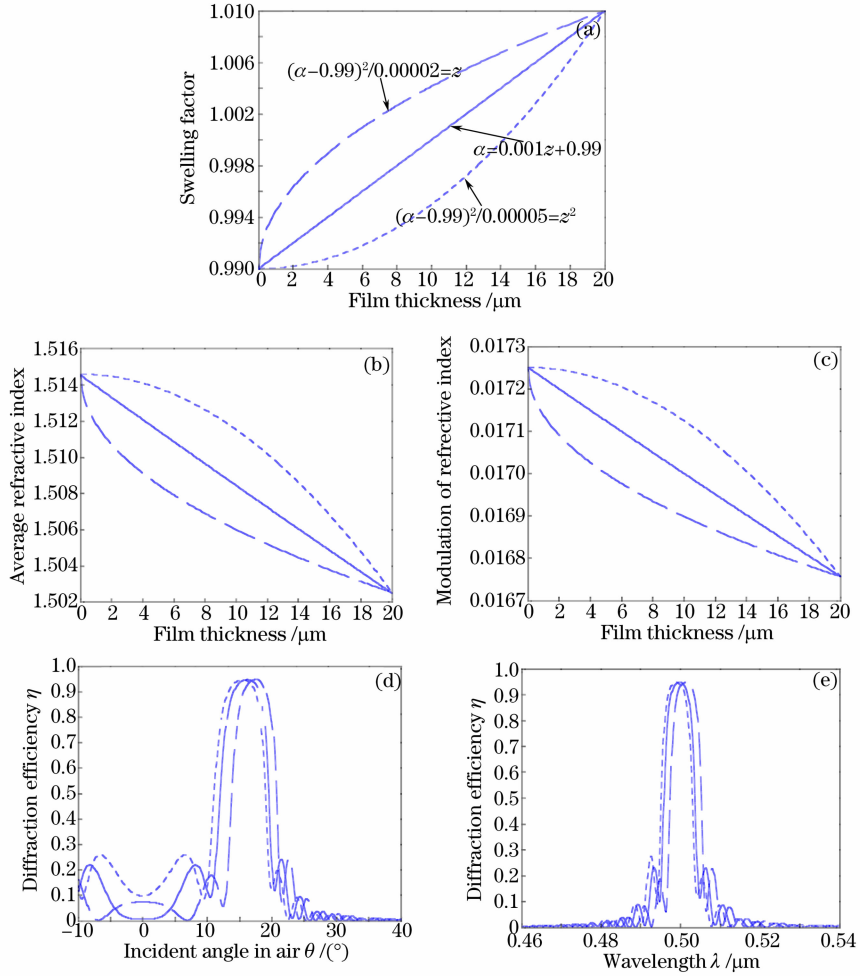 1.010
1.006
1.002
0.998
0.994
0.990
Swelling factor
(a)
(α−0.99)²/0.00002=z
α=0.001z+0.99
(α−0.99)²/0.00005=z²
0 2 4 6 8 10 12 14 16 18 20
Film thickness /μm
1.516
1.514
1.512
1.510
1.508
1.506
1.504
1.502
Average refractive index
(b)
0 2 4 6 8 10 12 14 16 18 20
Film thickness /μm
0.0173
0.0172
0.0171
0.0170
0.0169
0.0168
0.0167
Modulation of refrective index
(c)
0 2 4 6 8 10 12 14 16 18 20
Film thickness /μm
1.0
0.9
0.8
0.7
0.6
0.5
0.4
0.3
0.2
0.1
0
Diffraction efficiency η
(d)
−10 0 10 20 30 40
Incident angle in air θ /(°)
1.0
0.9
0.8
0.7
0.6
0.5
0.4
0.3
0.2
0.1
0
Diffraction efficiency η
(e)
0.46 0.48 0.50 0.52 0.54
Wavelength λ /μm